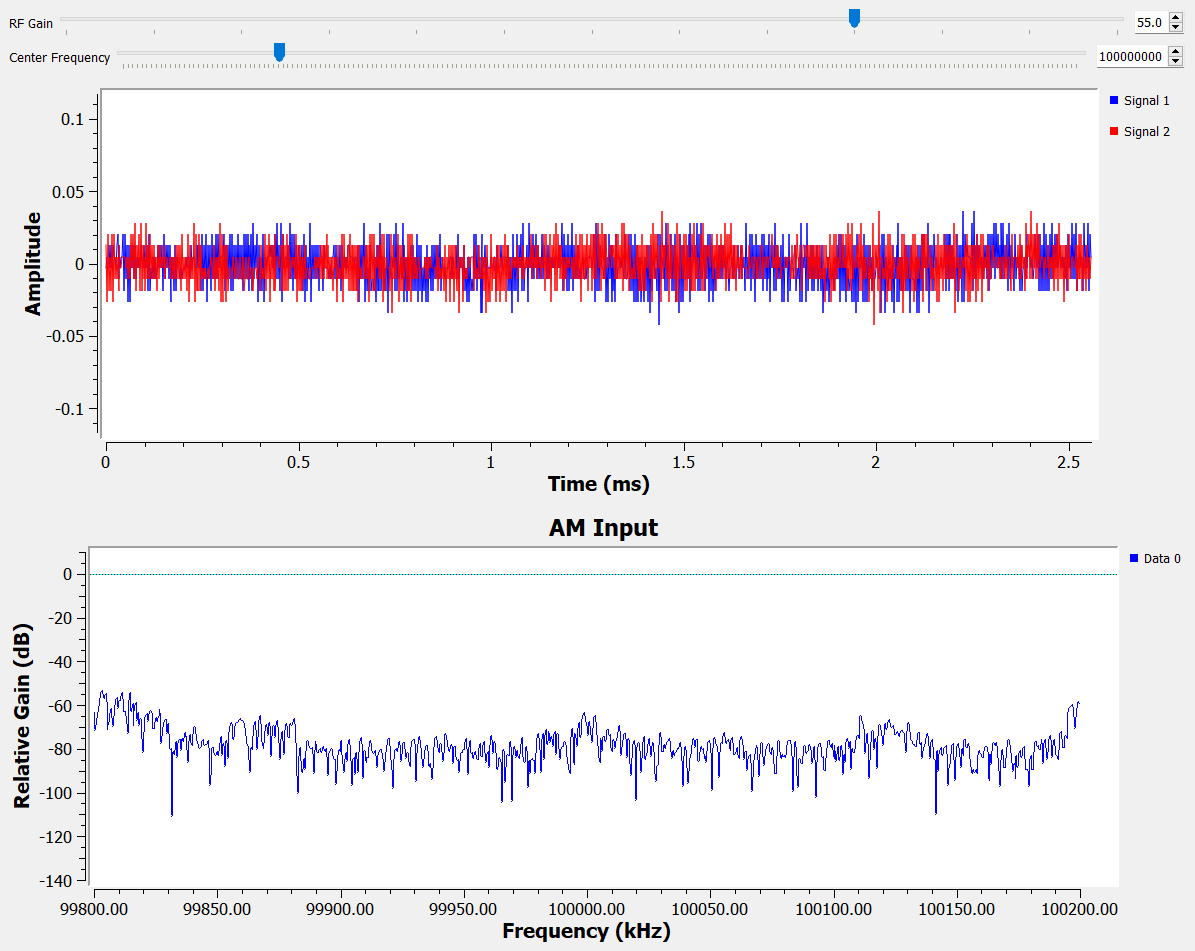 RF Gain
55.0
Center Frequency
100000000
Signal 1
Signal 2
0.1
0.05
0
-0.05
-0.1
Amplitude
0 0.5 1 1.5 2 2.5
Time (ms)
AM Input
Data 0
0
-20
-40
-60
-80
-100
-120
-140
Relative Gain (dB)
99800.00 99850.00 99900.00 99950.00 100000.00 100050.00 100100.00 100150.00 100200.00
Frequency (kHz)